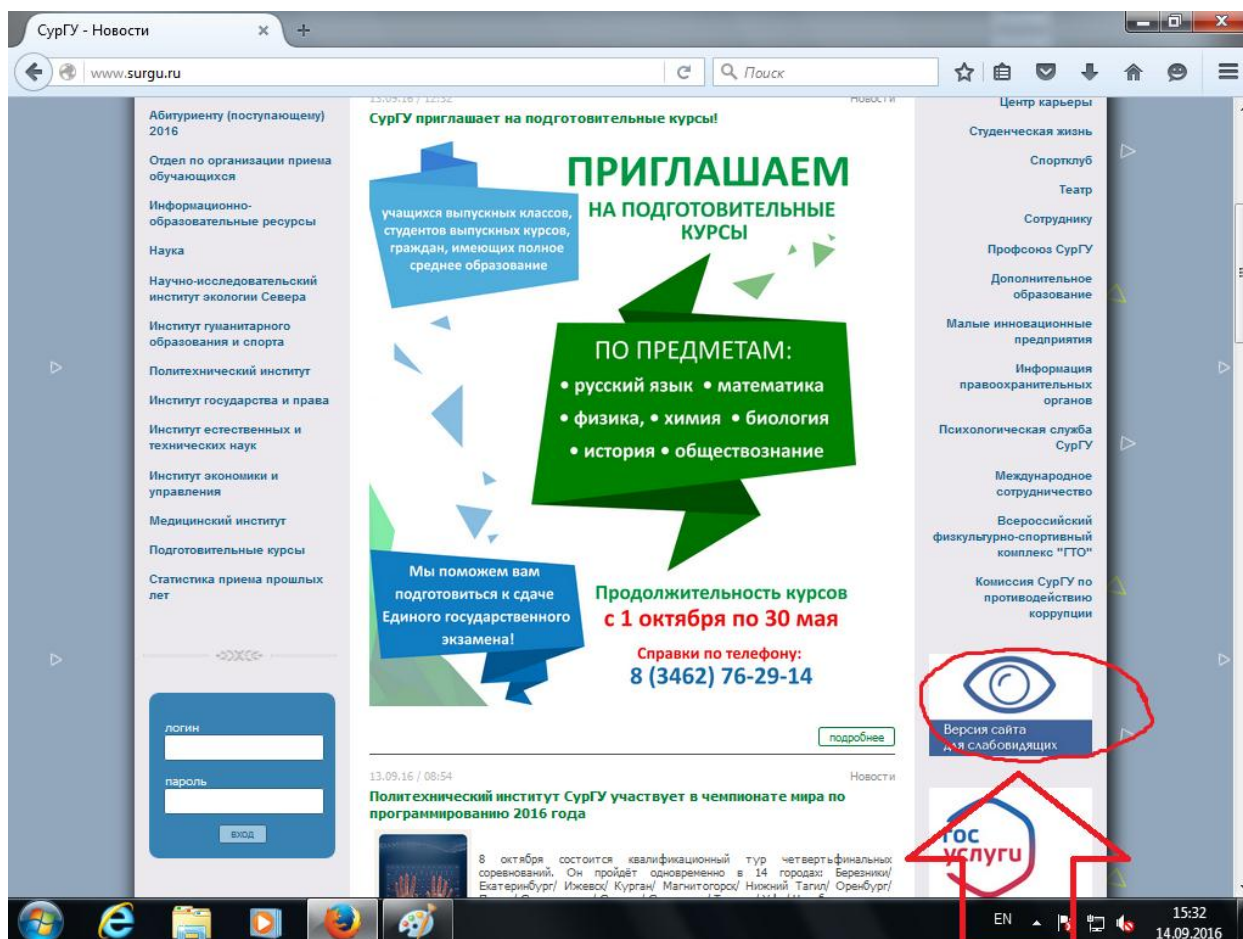 СурГУ - Новости
www.surgu.ru
Поиск
Абитуриенту (поступающему)
2016
Отдел по организации приема
обучающихся
Информационно-
образовательные ресурсы
Наука
Научно-исследовательский
институт экологии Севера
Институт гуманитарного
образования и спорта
Политехнический институт
Институт государства и права
Институт естественных и
технических наук
Институт экономики и
управления
Медицинский институт
Подготовительные курсы
Статистика приема прошлых
лет
логин
пароль
вход
13.09.16 / 12:32
Новости
СурГУ приглашает на подготовительные курсы!
ПРИГЛАШАЕМ
НА ПОДГОТОВИТЕЛЬНЫЕ
КУРСЫ
учащихся выпускных классов,
студентов выпускных курсов,
граждан, имеющих полное
среднее образование
ПО ПРЕДМЕТАМ:
• русский язык • математика
• физика, • химия • биология
• история • обществознание
Мы поможем вам
подготовиться к сдаче
Единого государственного
экзамена!
Продолжительность курсов
с 1 октября по 30 мая
Справки по телефону:
8 (3462) 76-29-14
подробнее
13.09.16 / 08:54
Новости
Политехнический институт СурГУ участвует в чемпионате мира по
программированию 2016 года
8 октября состоится квалификационный тур четвертьфинальных
соревнований. Он пройдёт одновременно в 14 городах: Березники/
Екатеринбург/ Ижевск/ Курган/ Магнитогорск/ Нижний Тагил/ Оренбург/
Центр карьеры
Студенческая жизнь
Спортклуб
Театр
Сотруднику
Профсоюз СурГУ
Дополнительное
образование
Малые инновационные
предприятия
Информация
правоохранительных
органов
Психологическая служба
СурГУ
Международное
сотрудничество
Всероссийский
физкультурно-спортивный
комплекс "ГТО"
Комиссия СурГУ по
противодействию
коррупции
Версия сайта
для слабовидящих
гос
услуги
EN
15:32
14.09.2016